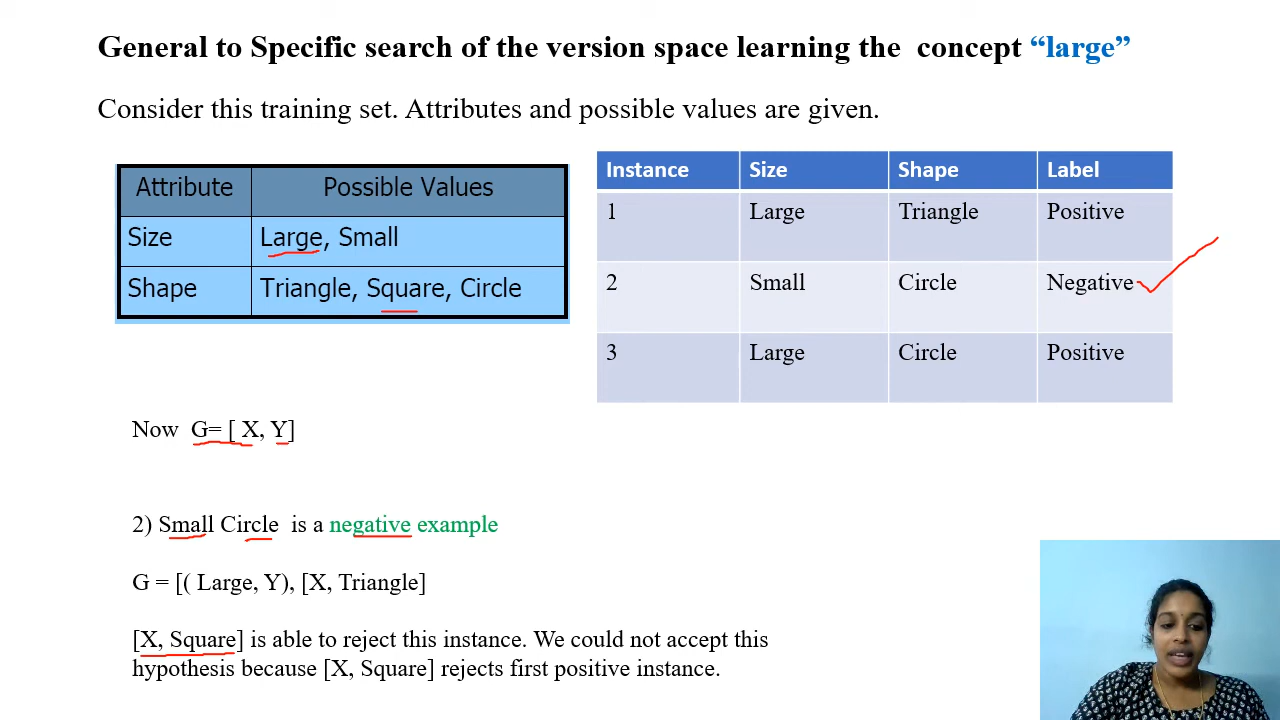 General to Specific search of the version space learning the concept “large”
Consider this training set. Attributes and possible values are given.
Attribute Possible Values
Size Large, Small
Shape Triangle, Square, Circle
Instance Size Shape Label
1 Large Triangle Positive
2 Small Circle Negative
3 Large Circle Positive
Now G= [ X, Y]
2) Small Circle is a negative example
G = [( Large, Y), [X, Triangle]
[X, Square] is able to reject this instance. We could not accept this
hypothesis because [X, Square] rejects first positive instance.